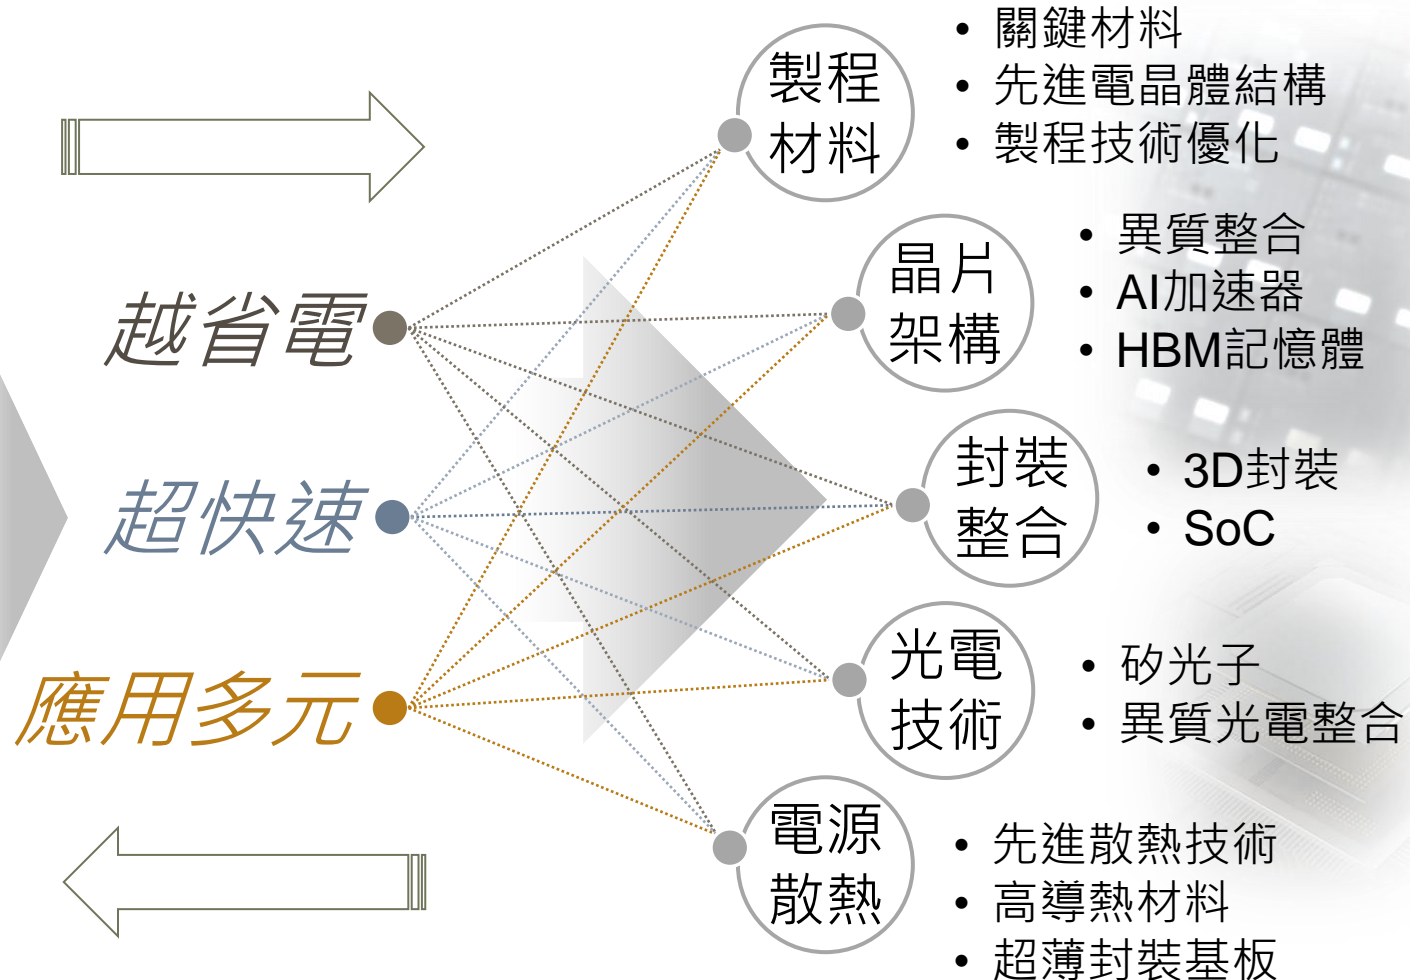 越省電
超快速
應用多元
製程
材料
• 關鍵材料
• 先進電晶體結構
• 製程技術優化
晶片
架構
• 異質整合
• AI加速器
• HBM記憶體
封裝
整合
• 3D封裝
• SoC
光電
技術
• 矽光子
• 異質光電整合
電源
散熱
• 先進散熱技術
• 高導熱材料
• 超薄封裝基板